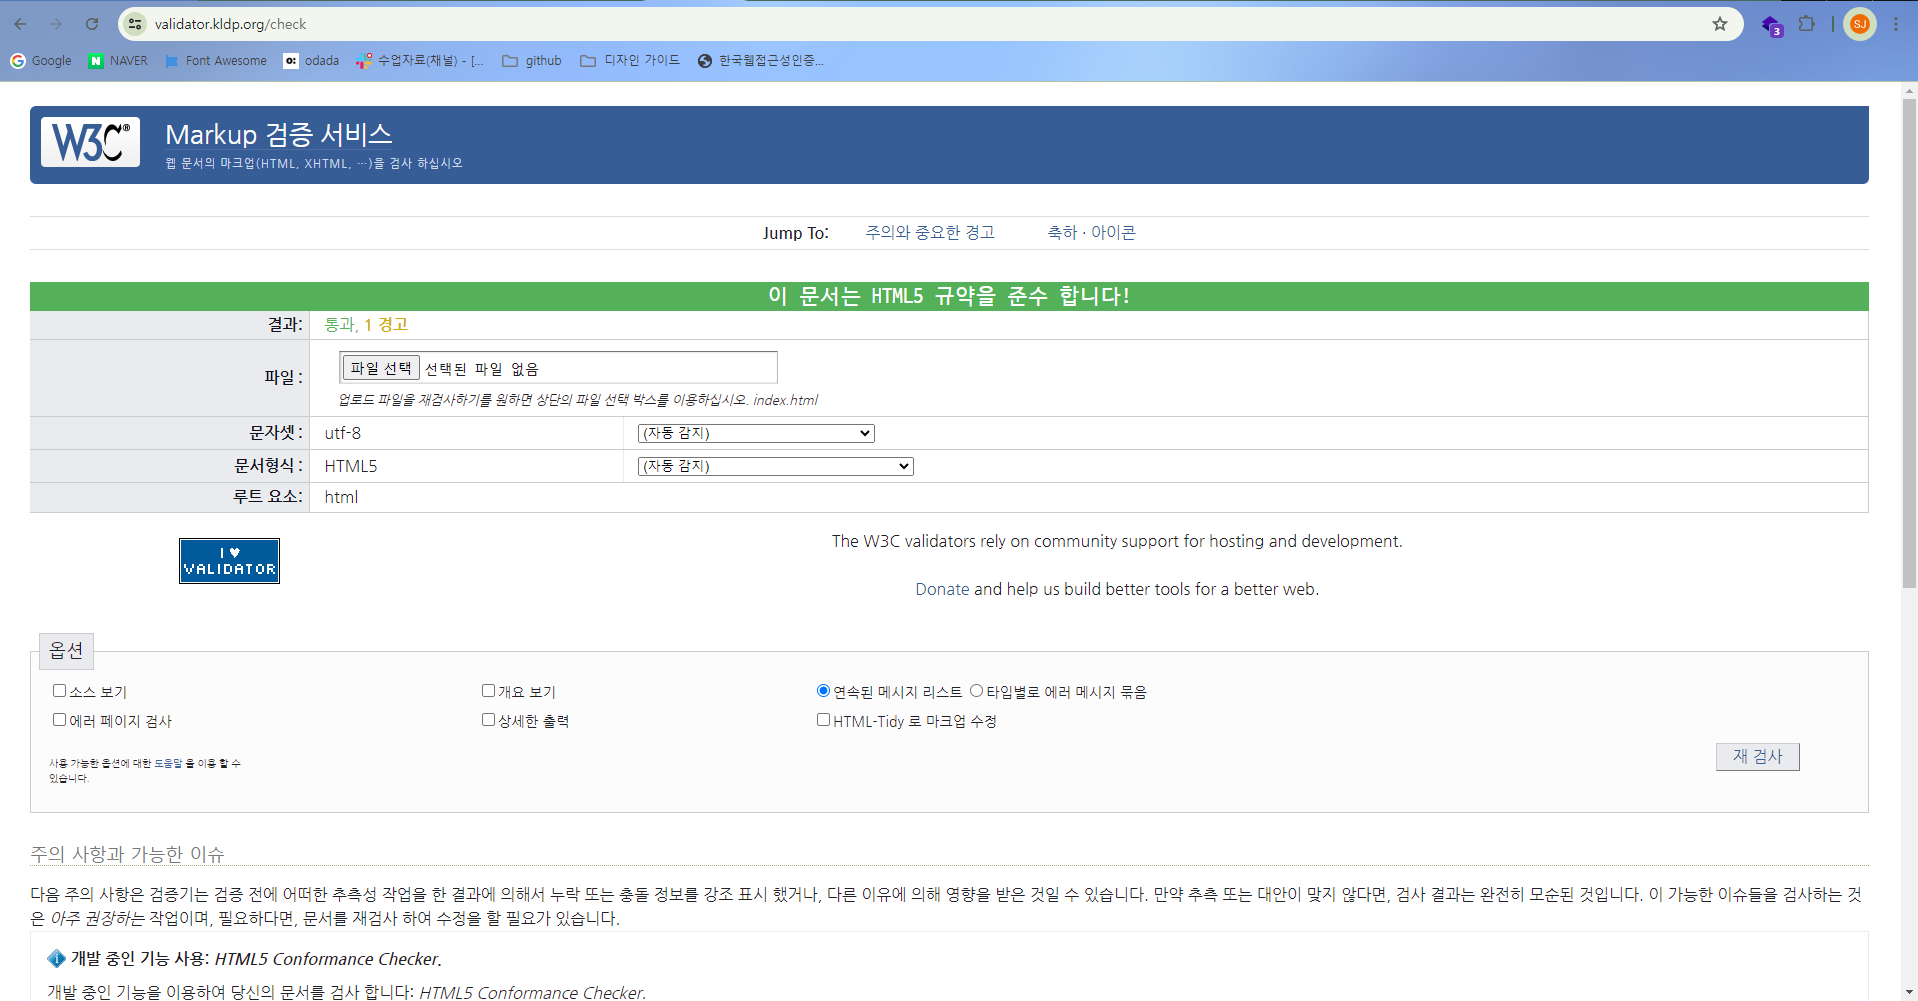 validator.kldp.org/check
3
SJ
Google
NAVER
Font Awesome
odada
수업자료(채널) - [...
github
디자인 가이드
한국웹접근성인증...
W3C®
Markup 검증 서비스
웹 문서의 마크업(HTML, XHTML, …)을 검사 하십시오
Jump To: 주의와 중요한 경고 축하 · 아이콘
이 문서는 HTML5 규약을 준수 합니다!
결과: 통과, 1 경고
파일 : 파일 선택 선택된 파일 없음
업로드 파일을 재검사하기를 원하면 상단의 파일 선택 박스를 이용하십시오. index.html
문자셋 : utf-8 (자동 감지)
문서형식 : HTML5 (자동 감지)
루트 요소: html
I ♥
VALIDATOR
The W3C validators rely on community support for hosting and development.
Donate and help us build better tools for a better web.
옵션
소스 보기 개요 보기 연속된 메시지 리스트 타입별로 에러 메시지 묶음
에러 페이지 검사 상세한 출력 HTML-Tidy 로 마크업 수정
사용 가능한 옵션에 대한 도움말 을 이용 할 수
있습니다.
재 검사
주의 사항과 가능한 이슈
다음 주의 사항은 검증기는 검증 전에 어떠한 추측성 작업을 한 결과에 의해서 누락 또는 충돌 정보를 강조 표시 했거나, 다른 이유에 의해 영향을 받은 것일 수 있습니다. 만약 추측 또는 대안이 맞지 않다면, 검사 결과는 완전히 모순된 것입니다. 이 가능한 이슈들을 검사하는 것
은 아주 권장하는 작업이며, 필요하다면, 문서를 재검사 하여 수정을 할 필요가 있습니다.
개발 중인 기능 사용: HTML5 Conformance Checker.
개발 중인 기능을 이용하여 당신의 문서를 검사 합니다: HTML5 Conformance Checker.